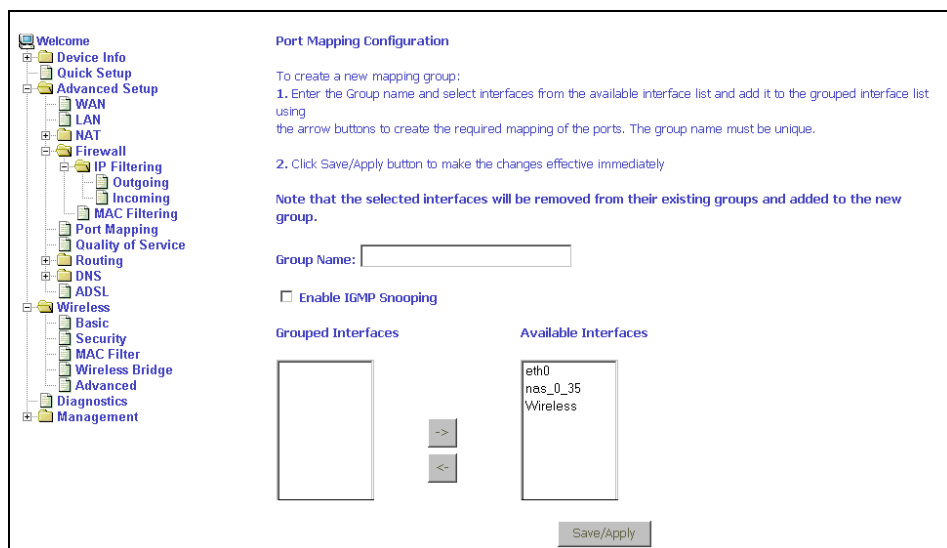 Welcome
Device Info
Quick Setup
Advanced Setup
WAN
LAN
NAT
Firewall
IP Filtering
Outgoing
Incoming
MAC Filtering
Port Mapping
Quality of Service
Routing
DNS
ADSL
Wireless
Basic
Security
MAC Filter
Wireless Bridge
Advanced
Diagnostics
Management
Port Mapping Configuration
To create a new mapping group:
1. Enter the Group name and select interfaces from the available interface list and add it to the grouped interface list
using
the arrow buttons to create the required mapping of the ports. The group name must be unique.
2. Click Save/Apply button to make the changes effective immediately
Note that the selected interfaces will be removed from their existing groups and added to the new
group.
Group Name:
Enable IGMP Snooping
Grouped Interfaces
Available Interfaces
eth0
nas_0_35
Wireless
->
<-
Save/Apply